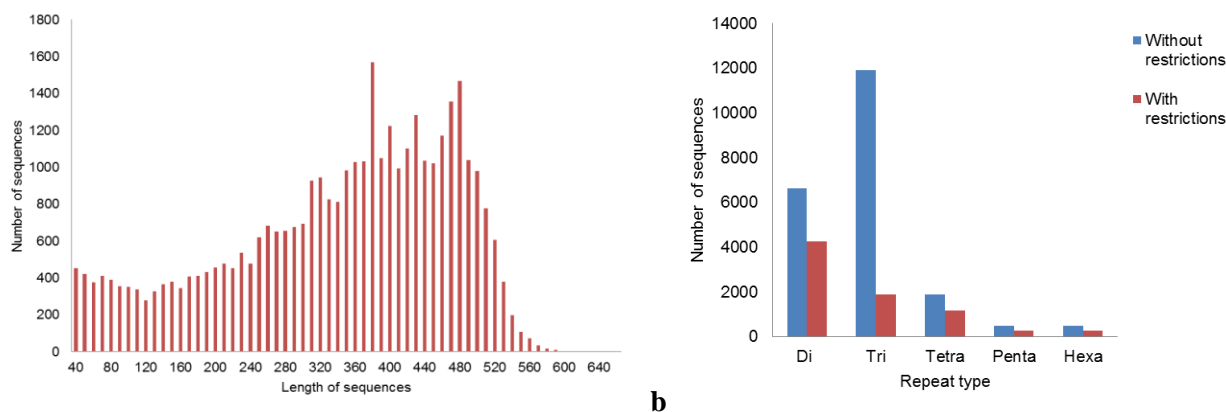 1800
1600
1400
1200
1000
800
600
400
200
0
Number of sequences
40 80 120 160 200 240 280 320 360 400 440 480 520 560 600 640
Length of sequences
b
14000
12000
10000
8000
6000
4000
2000
0
Number of sequences
Di Tri Tetra Penta Hexa
Repeat type
Without
restrictions
With
restrictions